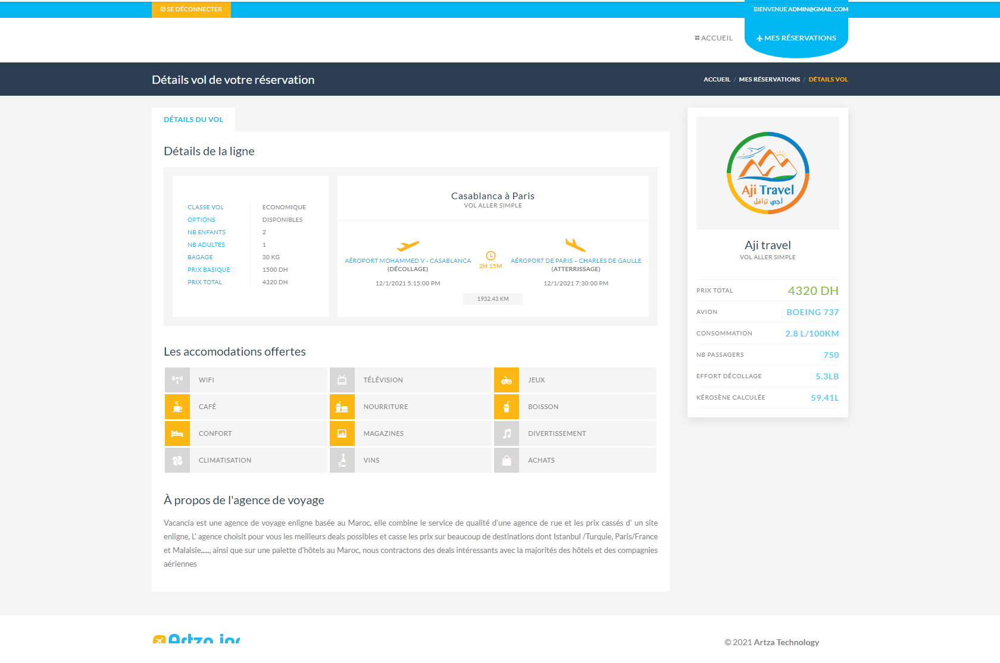 SE DÉCONNECTER
BIENVENUE ADMIN@GMAIL.COM
ACCUEIL
MES RÉSERVATIONS
Détails vol de votre réservation
ACCUEIL / MES RÉSERVATIONS / DÉTAILS VOL
DÉTAILS DU VOL
Détails de la ligne
CLASSE VOL ECONOMIQUE
OPTIONS DISPONIBLES
NB ENFANTS 2
NB ADULTES 1
BAGAGE 30 KG
PRIX BASIQUE 1500 DH
PRIX TOTAL 4320 DH
Casablanca à Paris
VOL ALLER SIMPLE
AÉROPORT MOHAMMED V - CASABLANCA
(DÉCOLLAGE)
12/1/2021 5:15:00 PM
2H 15M
AÉROPORT DE PARIS – CHARLES DE GAULLE
(ATTERRISSAGE)
12/1/2021 7:30:00 PM
1932.43 KM
Les accomodations offertes
WIFI
TÉLÉVISION
JEUX
CAFÉ
NOURRITURE
BOISSON
CONFORT
MAGAZINES
DIVERTISSEMENT
CLIMATISATION
VINS
ACHATS
À propos de l'agence de voyage
Vacancia est une agence de voyage enligne basée au Maroc. elle combine le service de qualité d'une agence de rue et les prix cassés d' un site
enligne, L' agence choisit pour vous les meilleurs deals possibles et casse les prix sur beaucoup de destinations dont Istanbul /Turquie, Paris/France
et Malaisie....., ainsi que sur une palette d'hôtels au Maroc, nous contractons des deals intéressants avec la majorités des hôtels et des compagnies
aériennes
Aji Travel
أجي ترافل
Aji travel
VOL ALLER SIMPLE
PRIX TOTAL 4320 DH
AVION BOEING 737
CONSOMMATION 2.8 L/100KM
NB PASSAGERS 750
EFFORT DÉCOLLAGE 5.3LB
KÉROSÈNE CALCULÉE 59.41L
Artza inc
© 2021 Artza Technology